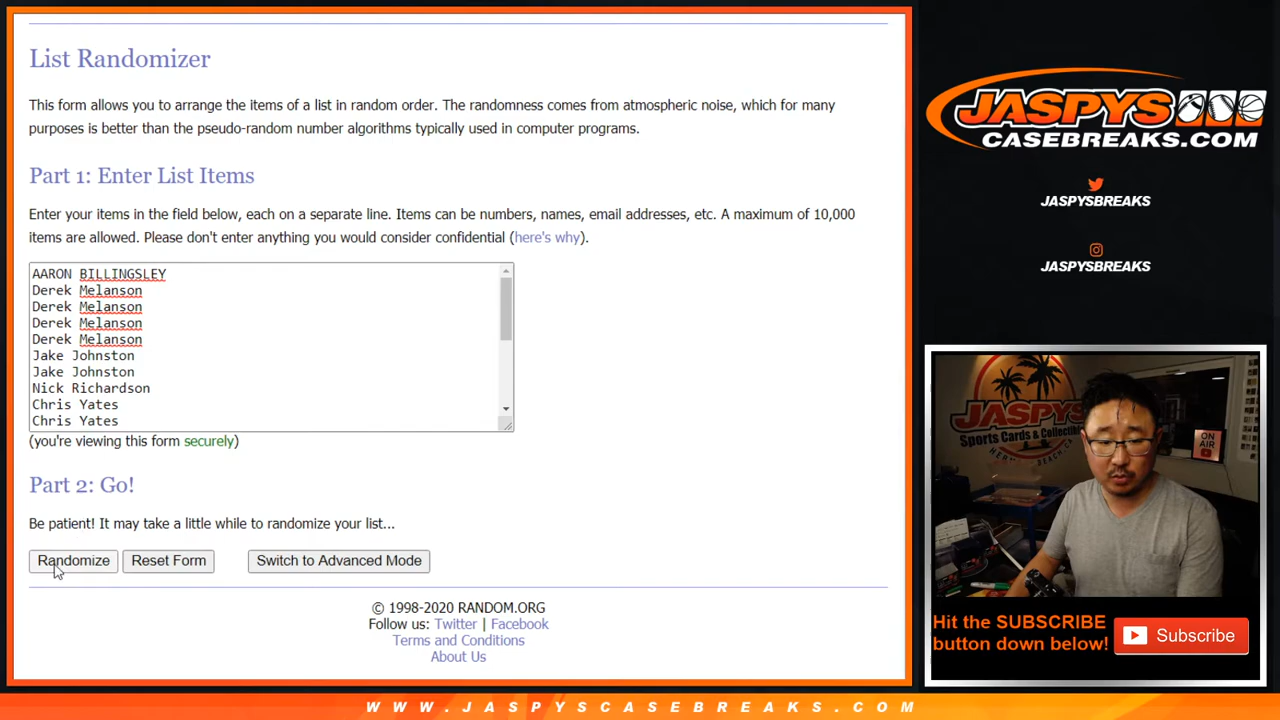 List Randomizer
This form allows you to arrange the items of a list in random order. The randomness comes from atmospheric noise, which for many
purposes is better than the pseudo-random number algorithms typically used in computer programs.
Part 1: Enter List Items
Enter your items in the field below, each on a separate line. Items can be numbers, names, email addresses, etc. A maximum of 10,000
items are allowed. Please don't enter anything you would consider confidential (here's why).
AARON BILLINGSLEY
Derek Melanson
Derek Melanson
Derek Melanson
Derek Melanson
Jake Johnston
Jake Johnston
Nick Richardson
Chris Yates
Chris Yates
(you're viewing this form securely)
Part 2: Go!
Be patient! It may take a little while to randomize your list...
Randomize Reset Form Switch to Advanced Mode
© 1998-2020 RANDOM.ORG
Follow us: Twitter | Facebook
Terms and Conditions
About Us
JASPYS
CASEBREAKS.COM
JASPYSBREAKS
JASPYSBREAKS
JASPYS
Sports Cards & Collectibles
ON
AIR
Hit the SUBSCRIBE
button down below!
Subscribe
WWW.JASPYSCASEBREAKS.COM